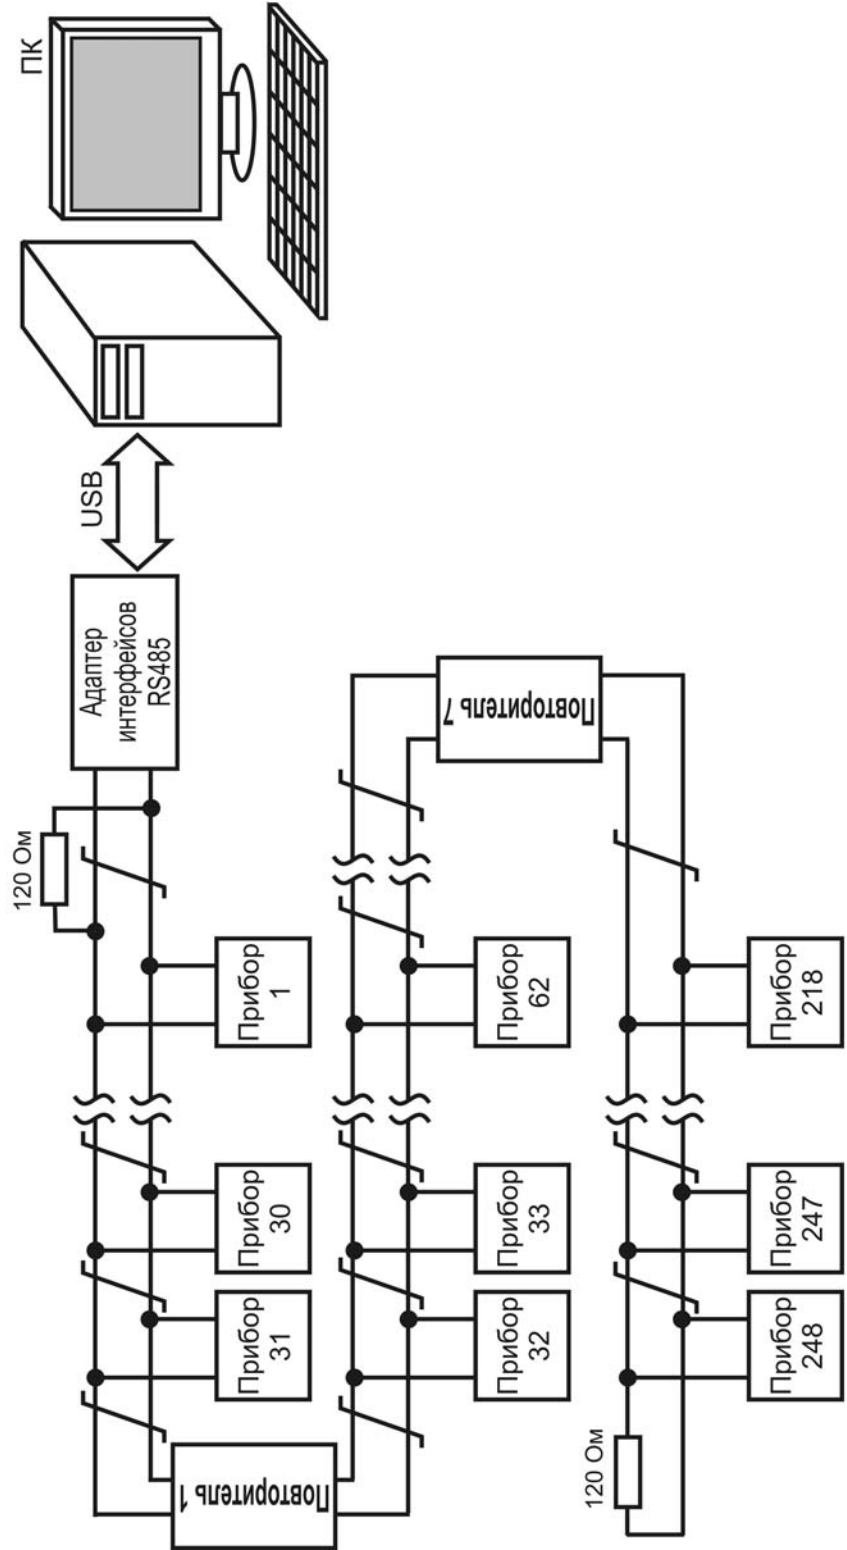 ПК
USB
Адаптер
интерфейсов
RS485
120 Ом
Прибор
1
Прибор
30
Прибор
31
Повторитель 1
Прибор
32
Прибор
33
Прибор
62
Повторитель 7
Прибор
218
Прибор
247
Прибор
248
120 Ом